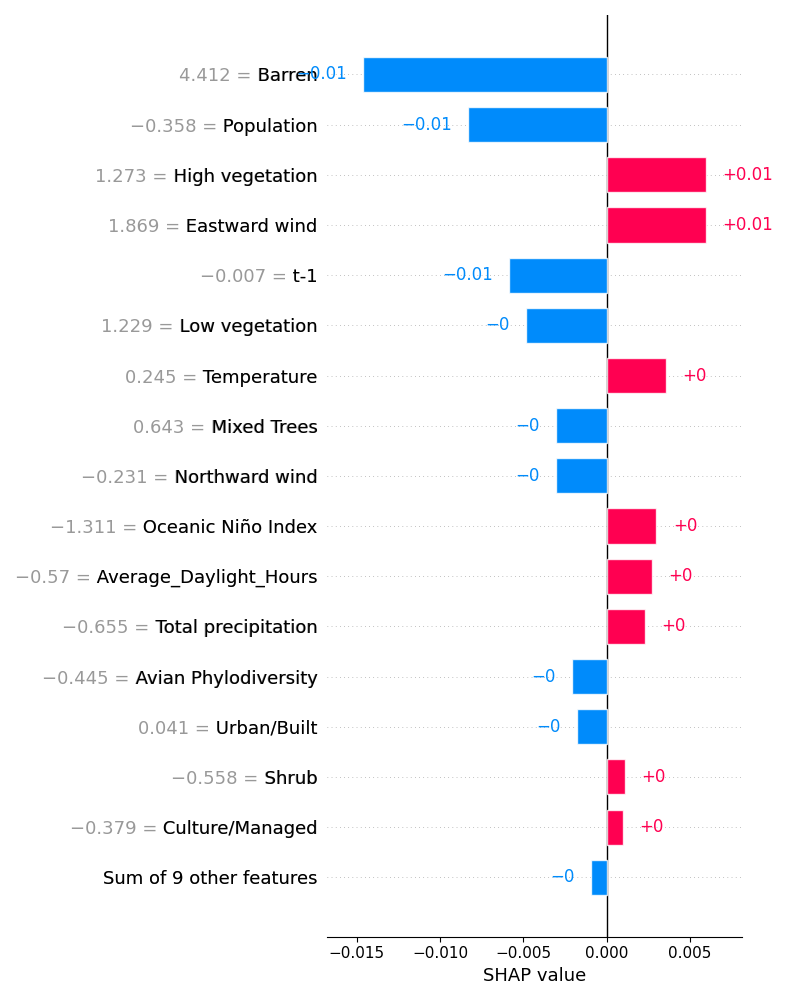 4.412 = Barren −0.01
−0.358 = Population −0.01
1.273 = High vegetation +0.01
1.869 = Eastward wind +0.01
−0.007 = t-1 −0.01
1.229 = Low vegetation −0
0.245 = Temperature +0
0.643 = Mixed Trees −0
−0.231 = Northward wind −0
−1.311 = Oceanic Niño Index +0
−0.57 = Average_Daylight_Hours +0
−0.655 = Total precipitation +0
−0.445 = Avian Phylodiversity −0
0.041 = Urban/Built −0
−0.558 = Shrub +0
−0.379 = Culture/Managed +0
Sum of 9 other features −0
−0.015 −0.010 −0.005 0.000 0.005
SHAP value